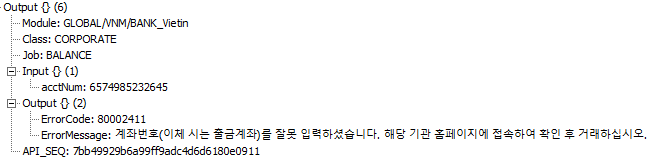 Output {} (6)
Module: GLOBAL/VNM/BANK_Vietin
Class: CORPORATE
Job: BALANCE
Input {} (1)
acctNum: 6574985232645
Output {} (2)
ErrorCode: 80002411
ErrorMessage: 계좌번호(이체 시는 출금계좌)를 잘못 입력하셨습니다. 해당 기관 홈페이지에 접속하여 확인 후 거래하십시오.
API_SEQ: 7bb49929b6a99ff9adc4d6d6180e0911